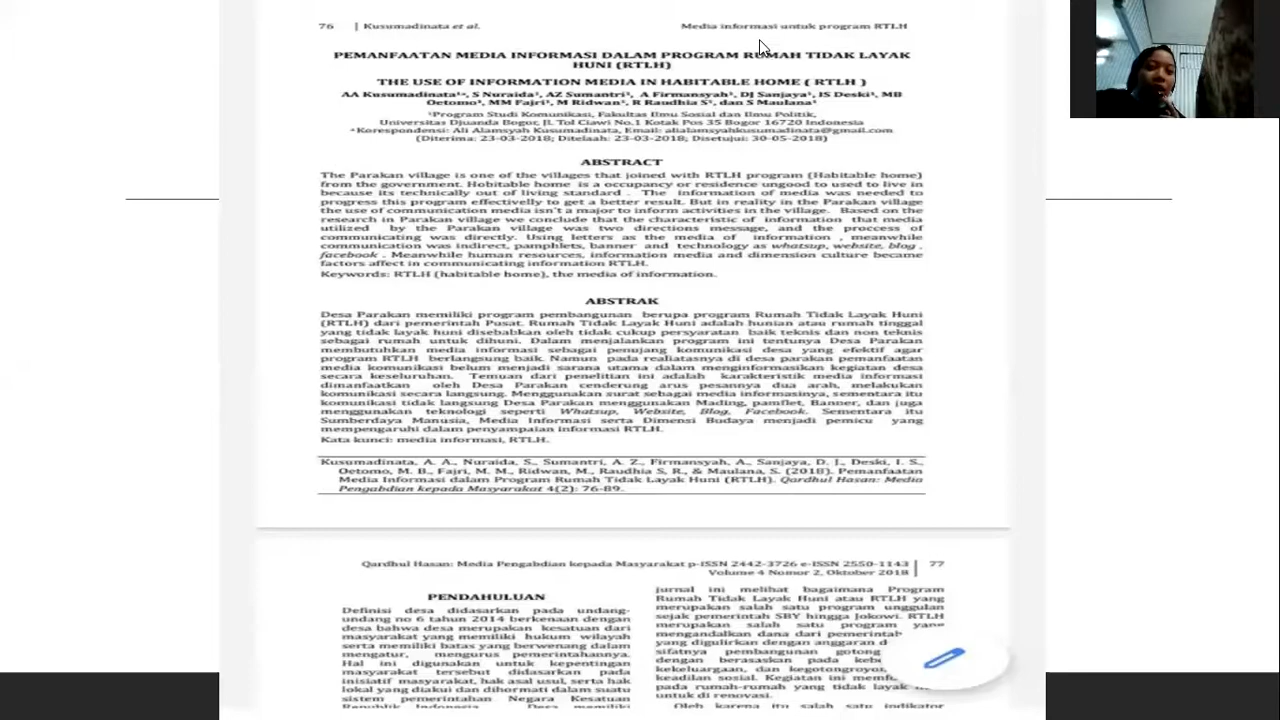 76 | Kusumadinata et al. Media informasi untuk program RTLH
PEMANFAATAN MEDIA INFORMASI DALAM PROGRAM RUMAH TIDAK LAYAK
HUNI (RTLH)
THE USE OF INFORMATION MEDIA IN HABITABLE HOME ( RTLH )
AA Kusumadinata¹ᵃ, S Nuraida¹, AZ Sumantri¹, A Firmansyah¹, DJ Sanjaya¹, IS Deski¹, MB
Oetomo¹, MM Fajri¹, M Ridwan¹, R Raudhia S¹, dan S Maulana¹
¹Program Studi Komunikasi, Fakultas Ilmu Sosial dan Ilmu Politik,
Universitas Djuanda Bogor, Jl. Tol Ciawi No.1 Kotak Pos 35 Bogor 16720 Indonesia
ᵃKorespondensi: Ali Alamsyah Kusumadinata, Email: alialamsyahkusumadinata@gmail.com
(Diterima: 23-03-2018; Ditelaah: 23-03-2018; Disetujui: 30-05-2018)
ABSTRACT
The Parakan village is one of the villages that joined with RTLH program (Habitable home)
from the government. Hobitable home is a occupancy or residence ungood to used to live in
because its technically out of living standard . The information of media was needed to
progress this program effectivelly to get a better result. But in reality in the Parakan village
the use of communication media isn't a major to inform activities in the village. Based on the
research in Parakan village we conclude that the characteristic of information that media
utilized by the Parakan village was two directions message, and the proccess of
communicating was directly. Using letters as the media of information , meanwhile
communication was indirect, pamphlets, banner and technology as whatsup, website, blog ,
facebook . Meanwhile human resources, information media and dimension culture became
factors affect in communicating information RTLH.
Keywords: RTLH (habitable home), the media of information.
ABSTRAK
Desa Parakan memiliki program pembangunan berupa program Rumah Tidak Layak Huni
(RTLH) dari pemerintah Pusat. Rumah Tidak Layak Huni adalah hunian atau rumah tinggal
yang tidak layak huni disebabkan oleh tidak cukup persyaratan baik teknis dan non teknis
sebagai rumah untuk dihuni. Dalam menjalankan program ini tentunya Desa Parakan
membutuhkan media informasi sebagai penujang komunikasi desa yang efektif agar
program RTLH berlangsung baik. Namun pada realiatasnya di desa parakan pemanfaatan
media komunikasi belum menjadi sarana utama dalam menginformasikan kegiatan desa
secara keseluruhan. Temuan dari penelitian ini adalah karakteristik media informasi
dimanfaatkan oleh Desa Parakan cenderung arus pesannya dua arah, melakukan
komunikasi secara langsung. Menggunakan surat sebagai media informasinya, sementara itu
komunikasi tidak langsung Desa Parakan menggunakan Mading, pamflet, Banner, dan juga
menggunakan teknologi seperti Whatsup, Website, Blog, Facebook. Sementara itu
Sumberdaya Manusia, Media Informasi serta Dimensi Budaya menjadi pemicu yang
mempengaruhi dalam penyampaian informasi RTLH.
Kata kunci: media informasi, RTLH.
Kusumadinata, A. A., Nuraida, S., Sumantri, A. Z., Firmansyah, A., Sanjaya, D. J., Deski, I. S.,
Oetomo, M. B., Fajri, M. M., Ridwan, M., Raudhia S, R., & Maulana, S. (2018). Pemanfaatan
Media Informasi dalam Program Rumah Tidak Layak Huni (RTLH). Qardhul Hasan: Media
Pengabdian kepada Masyarakat 4(2): 76-89.
Qardhul Hasan: Media Pengabdian kepada Masyarakat p-ISSN 2442-3726 e-ISSN 2550-1143 | 77
Volume 4 Nomor 2, Oktober 2018
PENDAHULUAN
Definisi desa didasarkan pada undang-
undang no 6 tahun 2014 berkenaan dengan
desa bahwa desa merupakan kesatuan dari
masyarakat yang memiliki hukum wilayah
serta memiliki batas yang berwenang dalam
mengatur, mengurus pemerintahannya.
Hal ini digunakan untuk kepentingan
masyarakat tersebut didasarkan pada
inisiatif masyarakat, hak asal usul, serta hak
lokal yang diakui dan dihormati dalam suatu
sistem pemerintahan Negara Kesatuan
Republik Indonesia. Desa memiliki
jurnal ini melihat bagaimana Program
Rumah Tidak Layak Huni atau RTLH yang
merupakan salah satu program unggulan
sejak pemerintah SBY hingga Jokowi. RTLH
merupakan salah satu program
mengandalkan dana dari pemerintah
yang digulirkan dengan anggaran
sifatnya pembangunan gotong
dengan berasaskan pada
kekeluargaan, dan
keadilan sosial. Kegiatan ini
pada rumah-rumah yang tidak layak
untuk di renovasi.
Oleh karena itu salah satu indikator